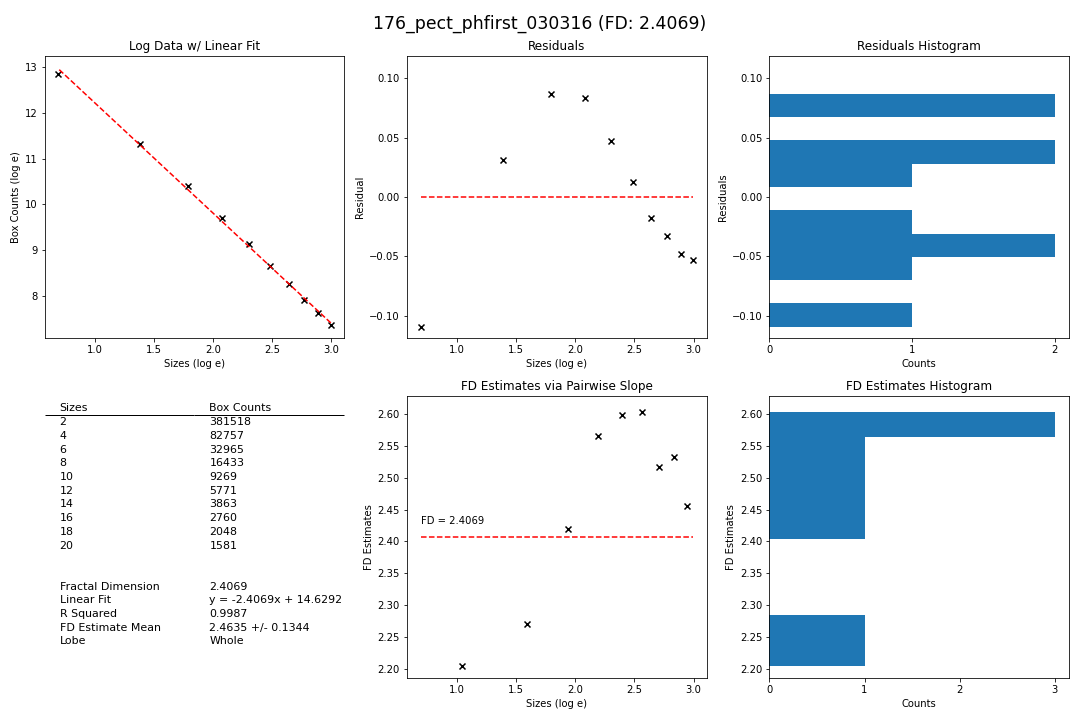 176_pect_phfirst_030316 (FD: 2.4069)
Log Data w/ Linear Fit
Box Counts (log e)
13
12
11
10
9
8
1.0 1.5 2.0 2.5 3.0
Sizes (log e)
Residuals
Residual
0.10
0.05
0.00
−0.05
−0.10
1.0 1.5 2.0 2.5 3.0
Sizes (log e)
Residuals Histogram
Residuals
0.10
0.05
0.00
−0.05
−0.10
0 1 2
Counts
Sizes Box Counts
2 381518
4 82757
6 32965
8 16433
10 9269
12 5771
14 3863
16 2760
18 2048
20 1581
Fractal Dimension 2.4069
Linear Fit y = -2.4069x + 14.6292
R Squared 0.9987
FD Estimate Mean 2.4635 +/- 0.1344
Lobe Whole
FD Estimates via Pairwise Slope
FD Estimates
2.60
2.55
2.50
2.45
2.40
2.35
2.30
2.25
2.20
FD = 2.4069
1.0 1.5 2.0 2.5 3.0
Sizes (log e)
FD Estimates Histogram
FD Estimates
2.60
2.55
2.50
2.45
2.40
2.35
2.30
2.25
2.20
0 1 2 3
Counts